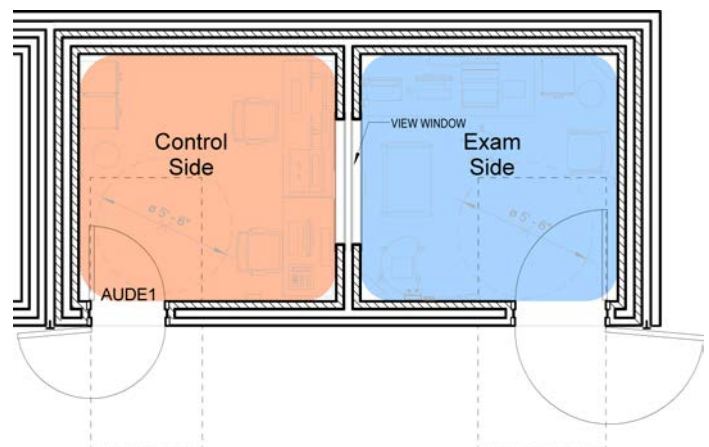 Control
Side
VIEW WINDOW
Exam
Side
ø 5' - 6"
ø 5' - 6"
AUDE1